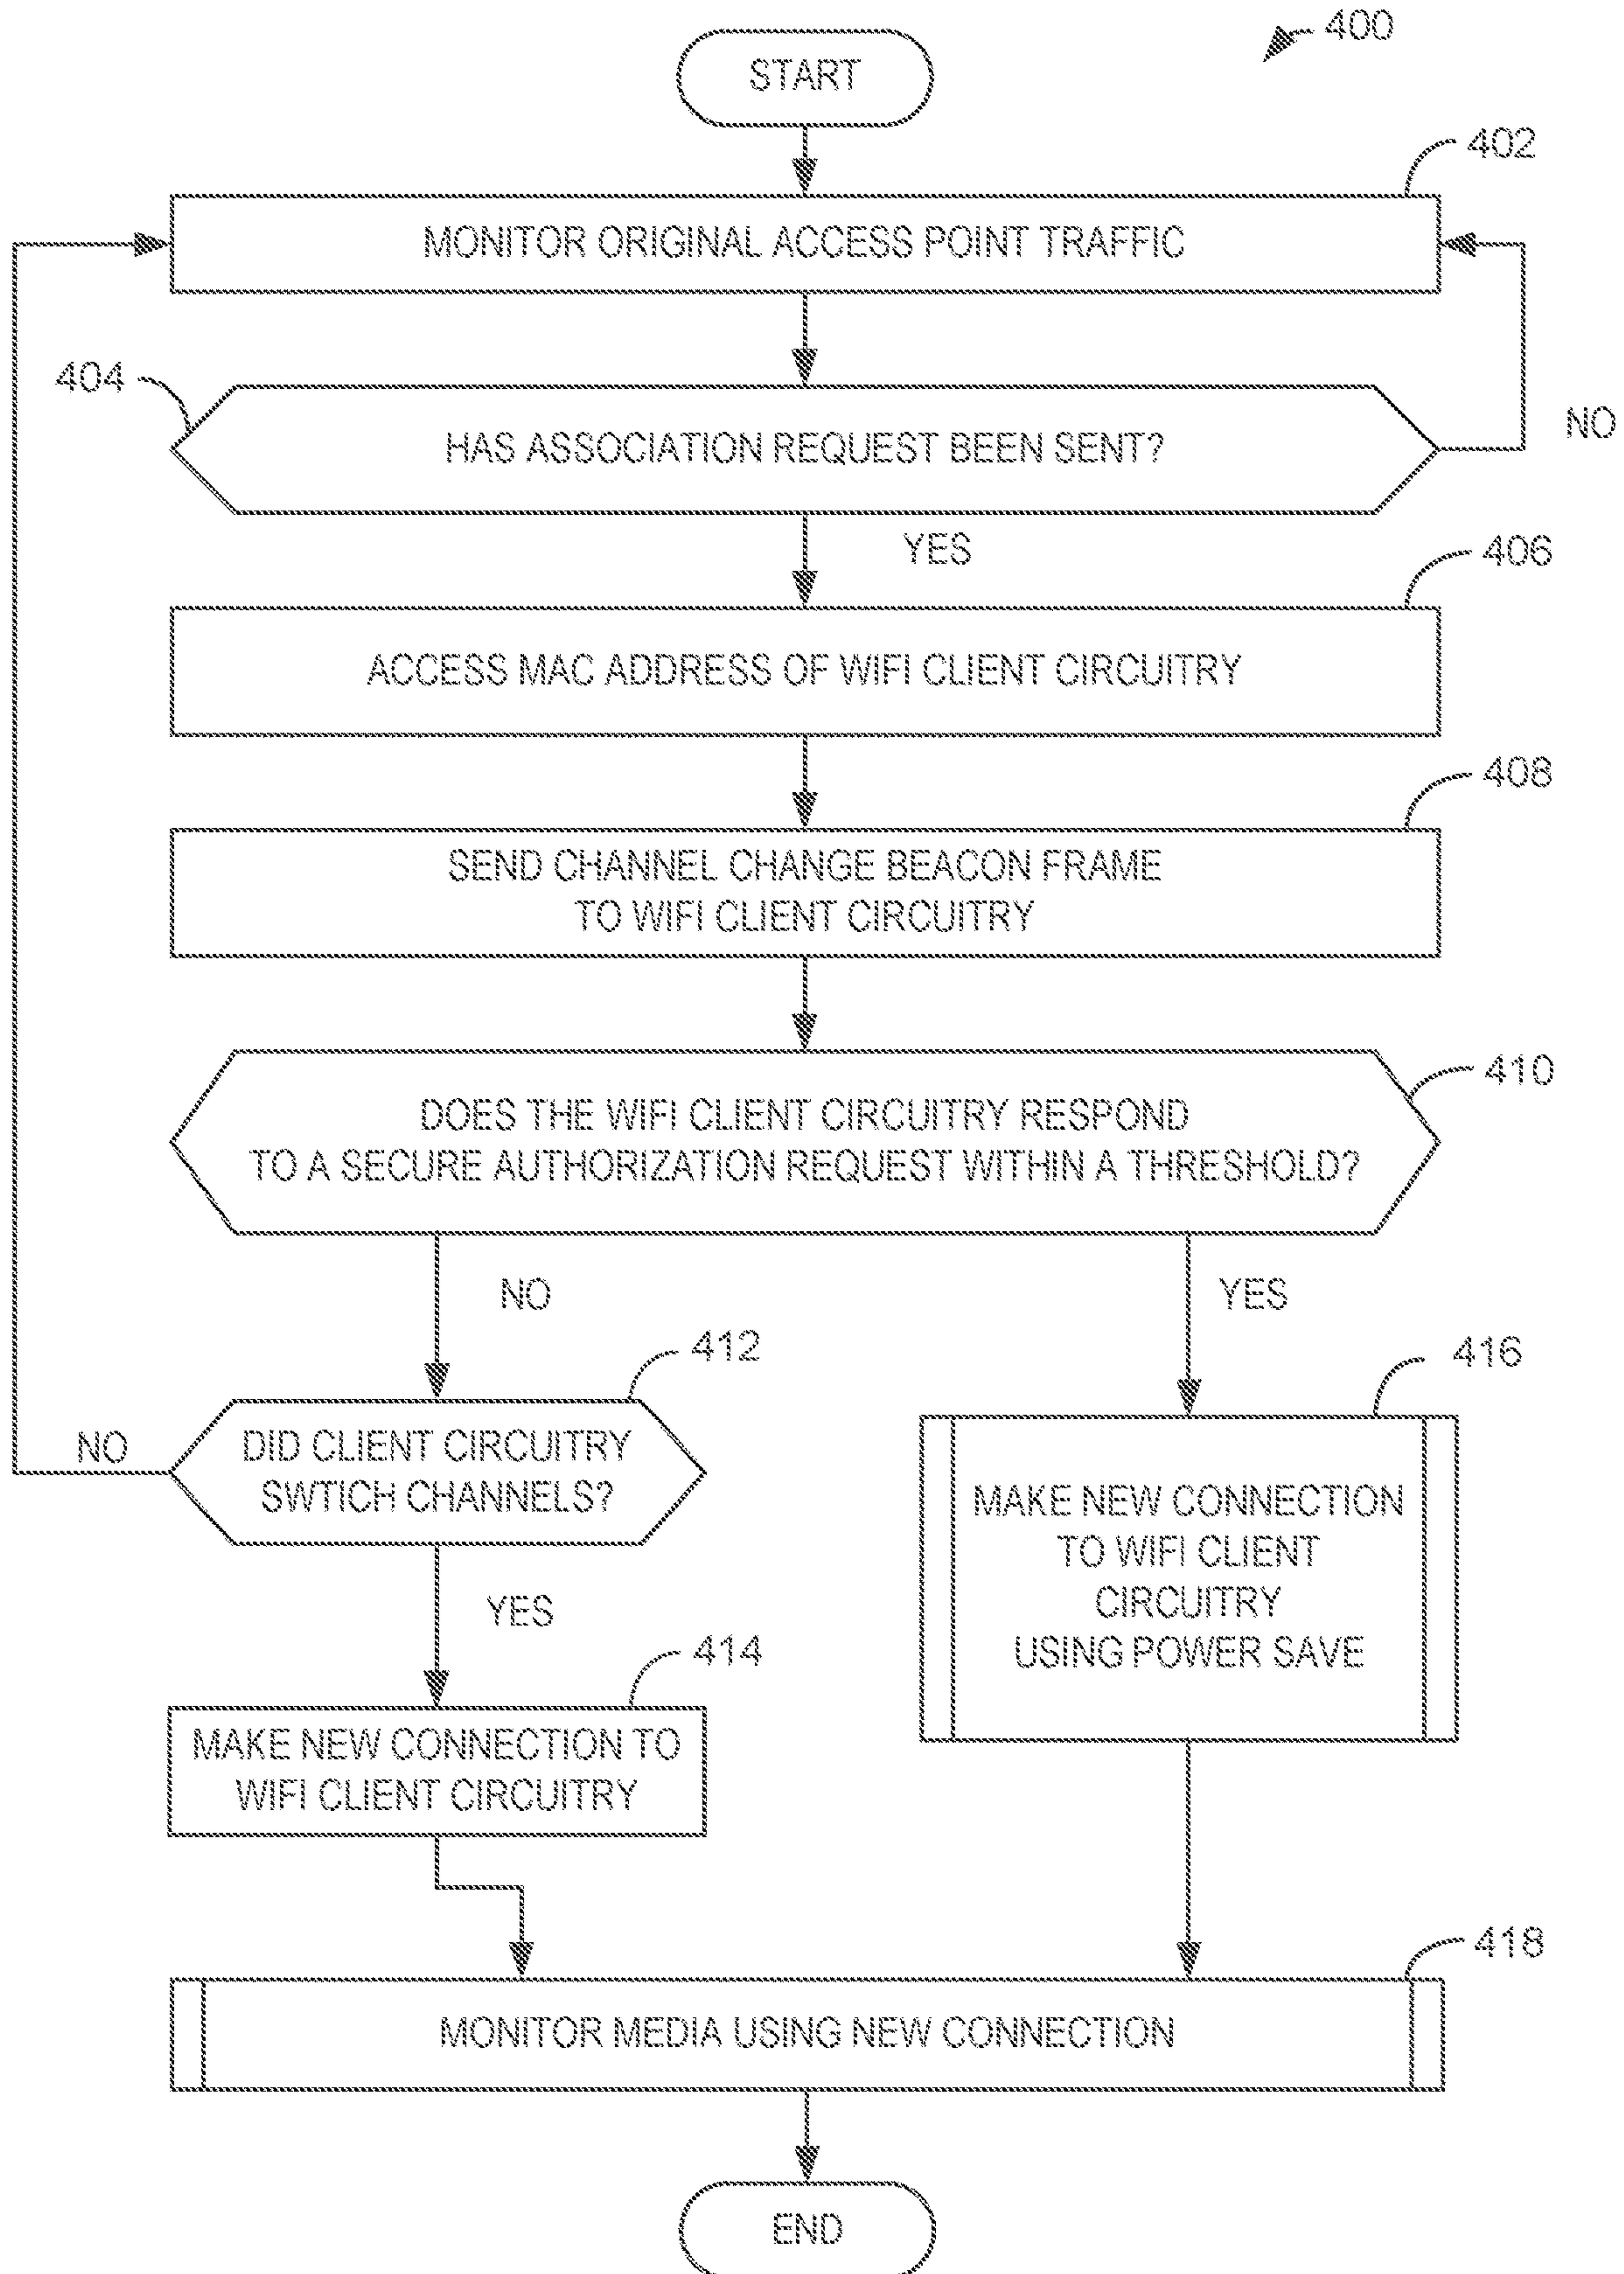 400
START
402
MONITOR ORIGINAL ACCESS POINT TRAFFIC
404
HAS ASSOCIATION REQUEST BEEN SENT?
NO
YES
406
ACCESS MAC ADDRESS OF WIFI CLIENT CIRCUITRY
408
SEND CHANNEL CHANGE BEACON FRAME
TO WIFI CLIENT CIRCUITRY
410
DOES THE WIFI CLIENT CIRCUITRY RESPOND
TO A SECURE AUTHORIZATION REQUEST WITHIN A THRESHOLD?
NO
YES
412
416
NO
DID CLIENT CIRCUITRY
SWTICH CHANNELS?
MAKE NEW CONNECTION
TO WIFI CLIENT
CIRCUITRY
USING POWER SAVE
YES
414
MAKE NEW CONNECTION TO
WIFI CLIENT CIRCUITRY
418
MONITOR MEDIA USING NEW CONNECTION
END